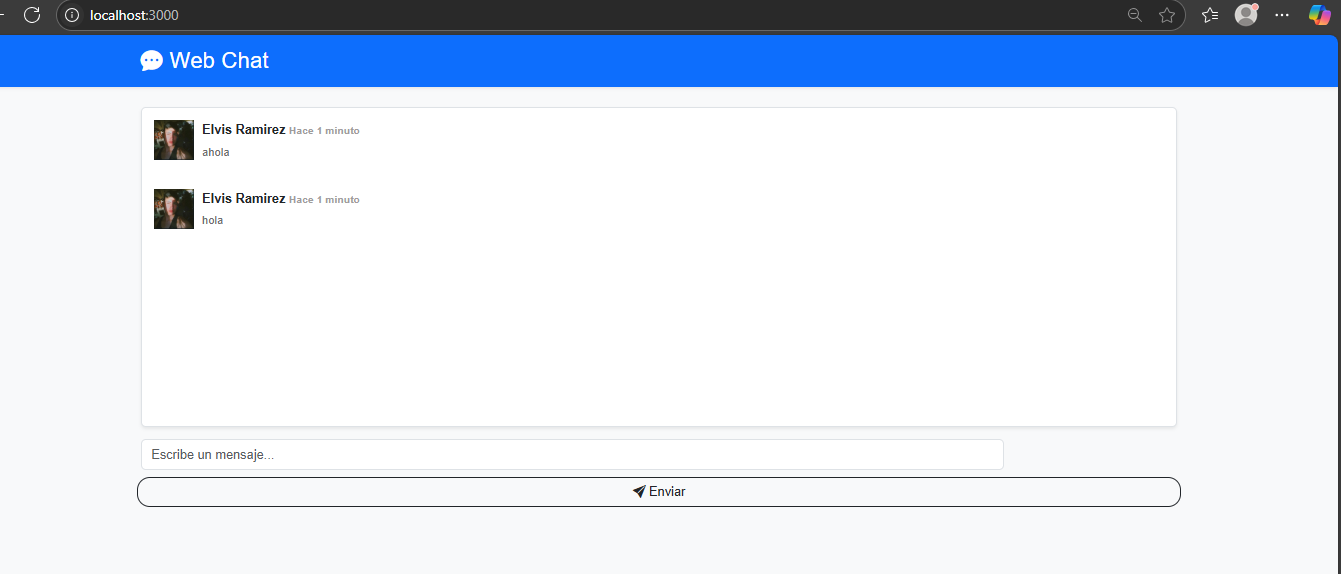 localhost:3000
Web Chat
Elvis Ramirez Hace 1 minuto
ahola
Elvis Ramirez Hace 1 minuto
hola
Escribe un mensaje...
Enviar